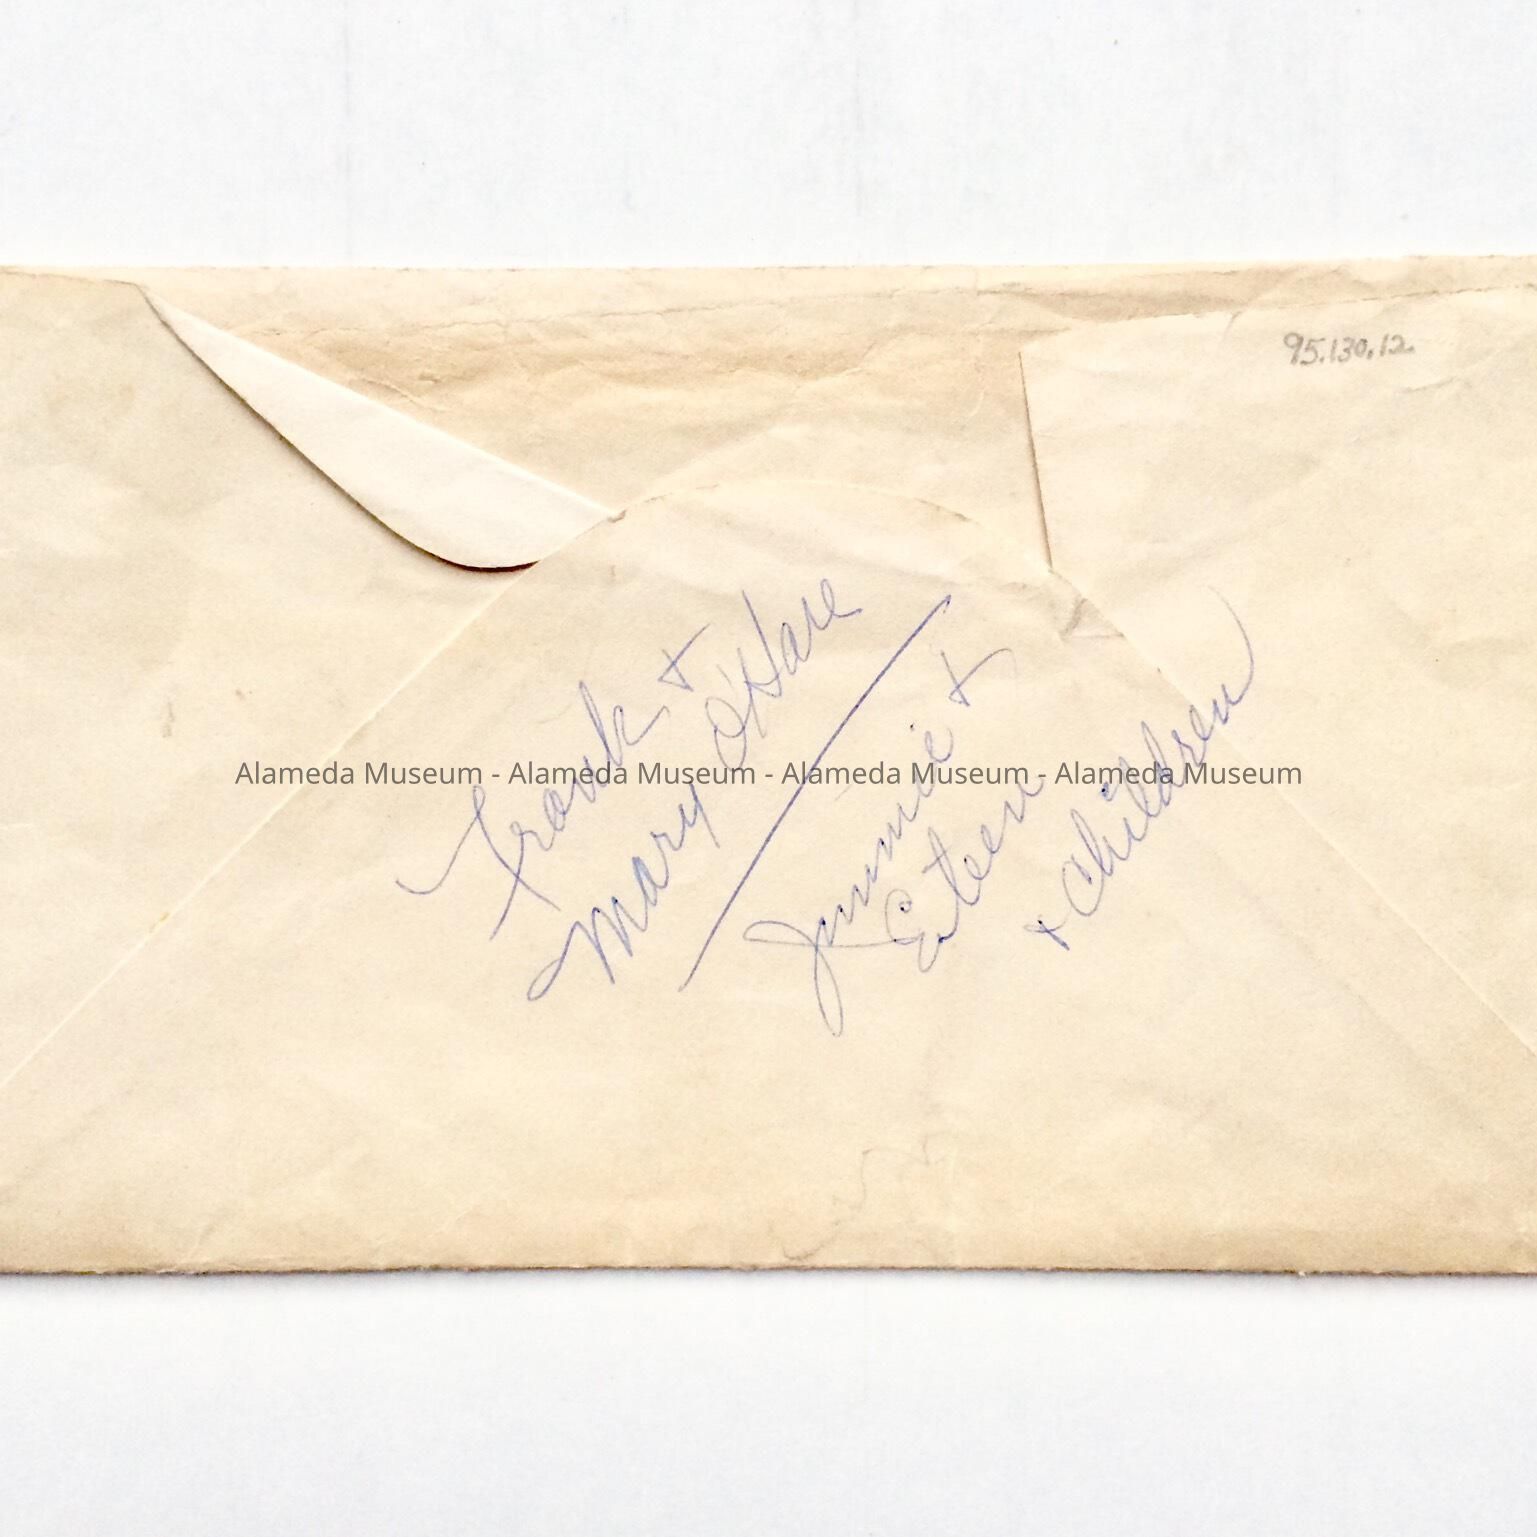 95.130.12
Frank +
Mary O'Hare
Jimmie +
Eileen
+ children
Alameda Museum - Alameda Museum - Alameda Museum - Alameda Museum